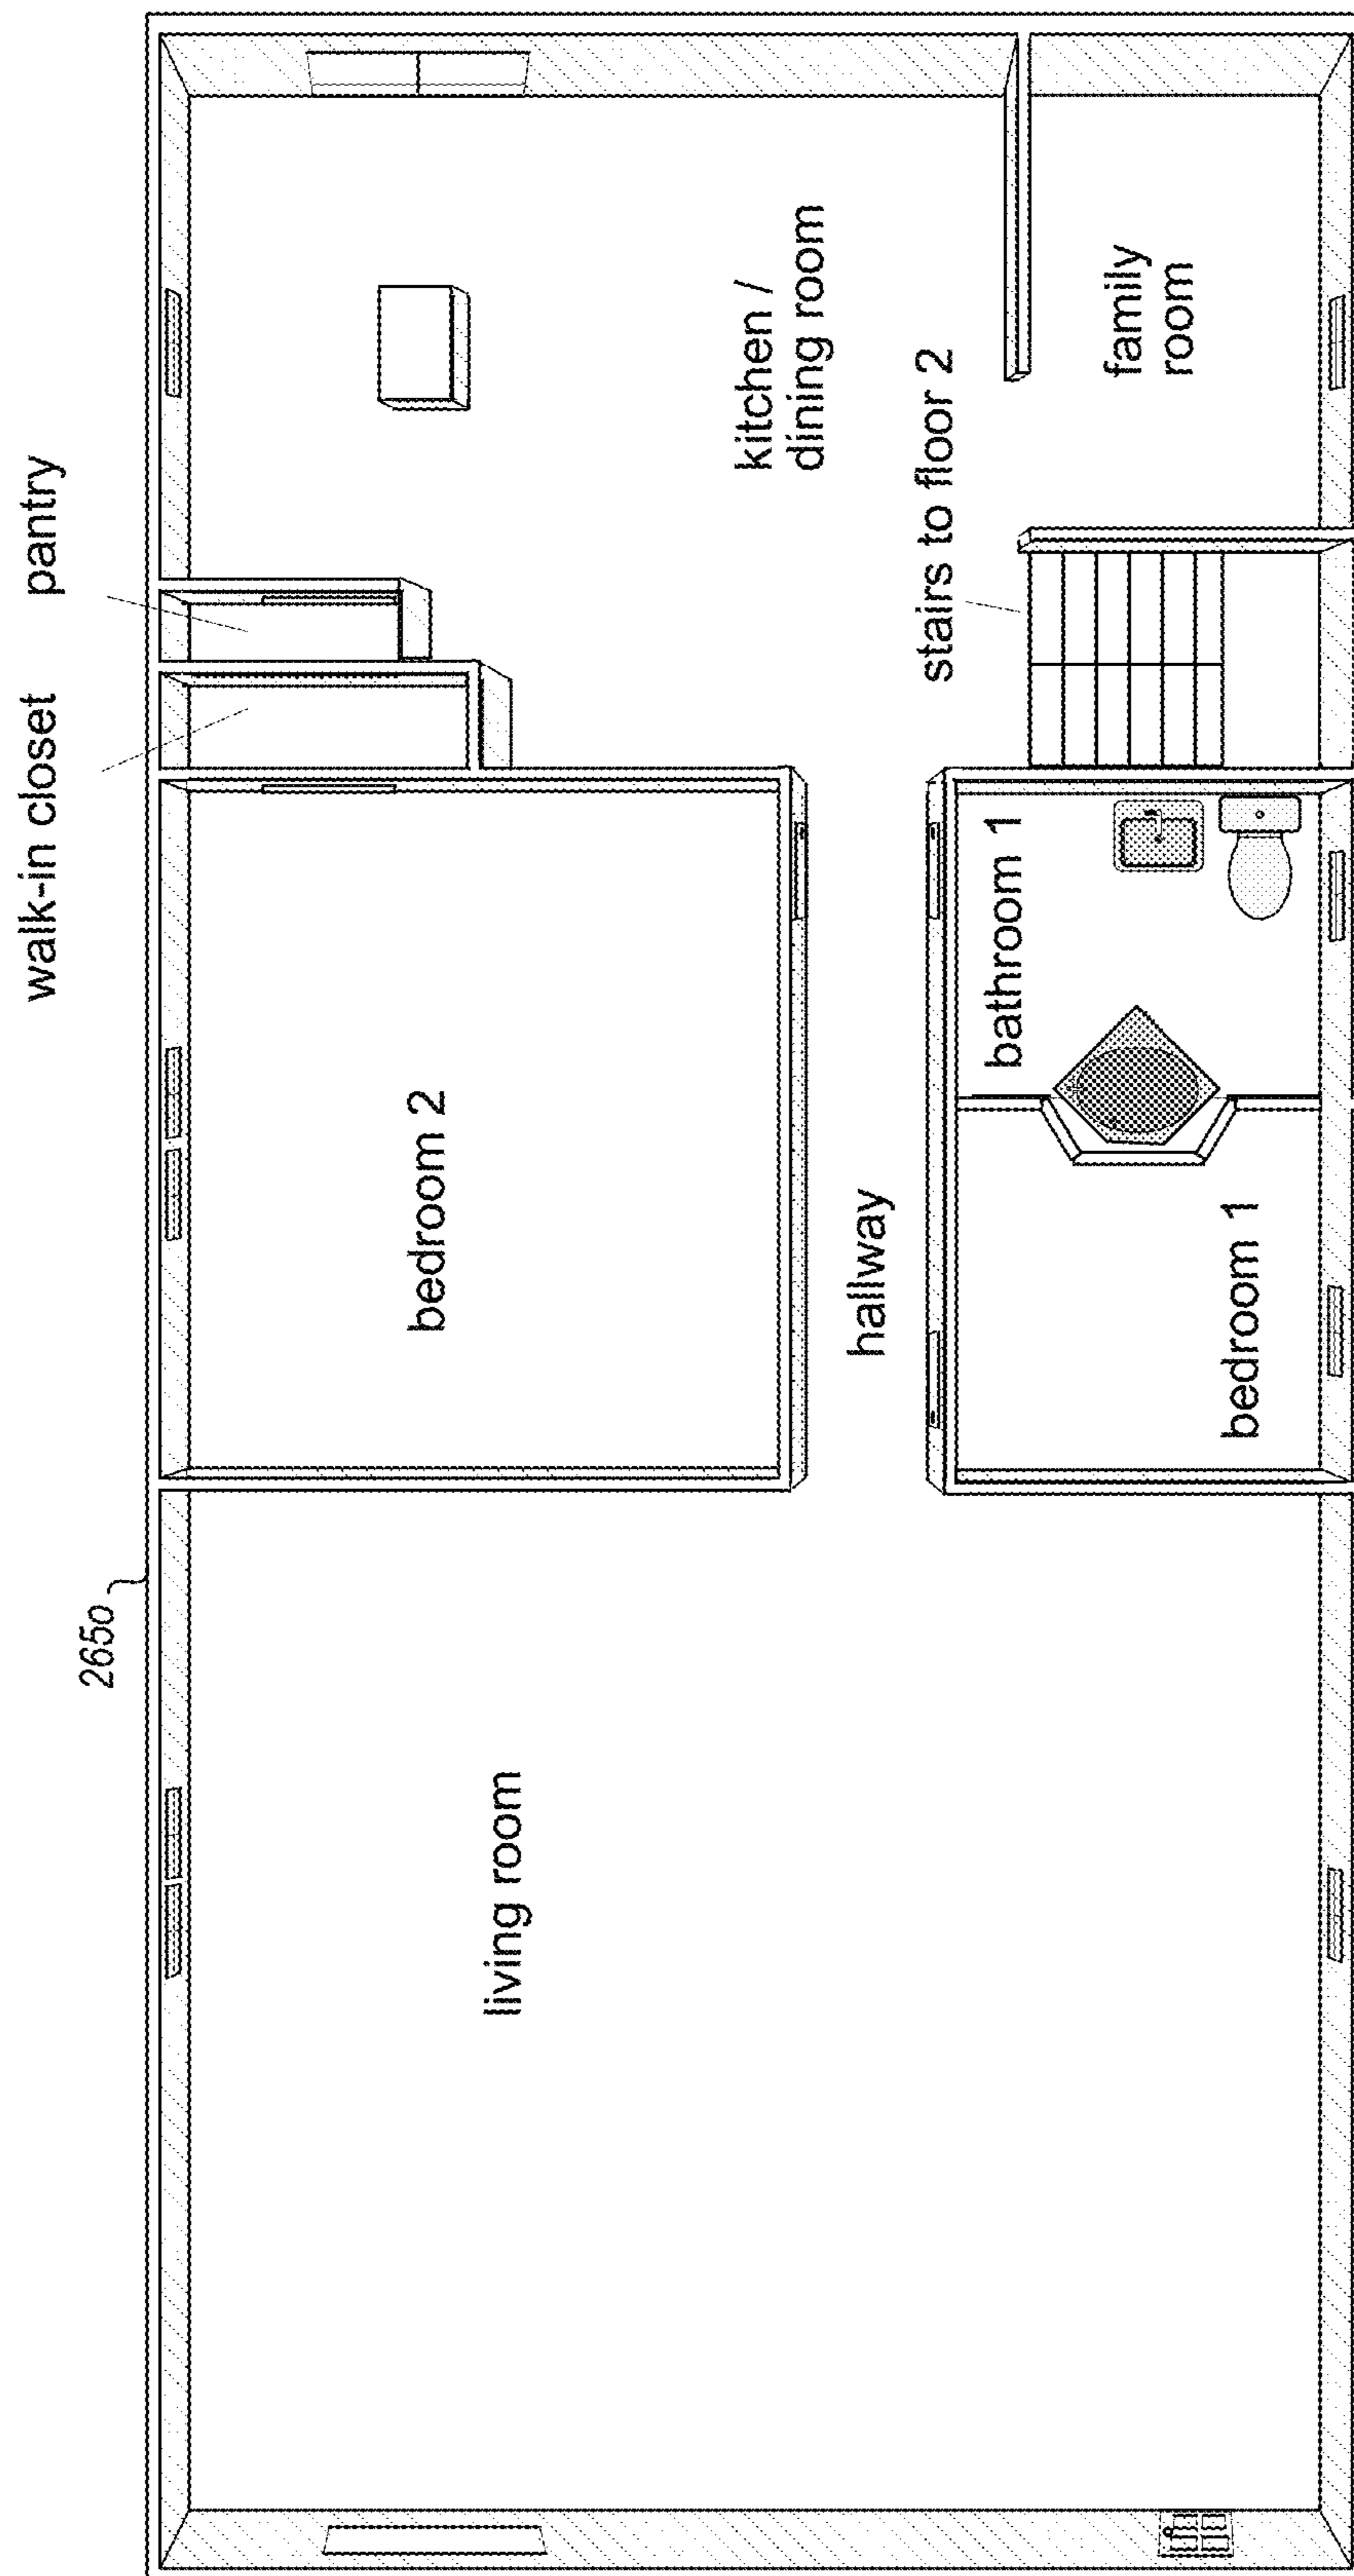 2650
walk-in closet
pantry
living room
bedroom 2
hallway
kitchen /
dining room
stairs to floor 2
bathroom 1
family
room
bedroom 1